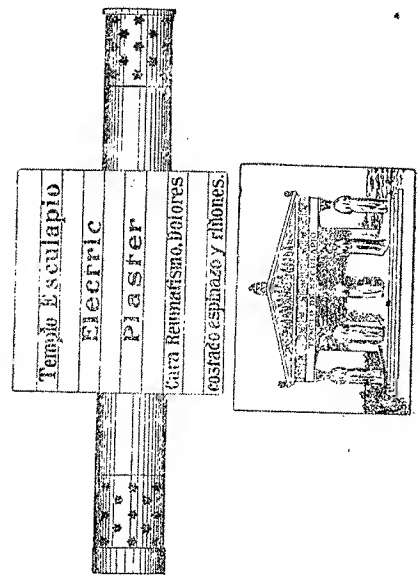 Templo Esculapio
Electric
Plaster
Cura Reumatismo, Dolores
costado espinazo y riñones.